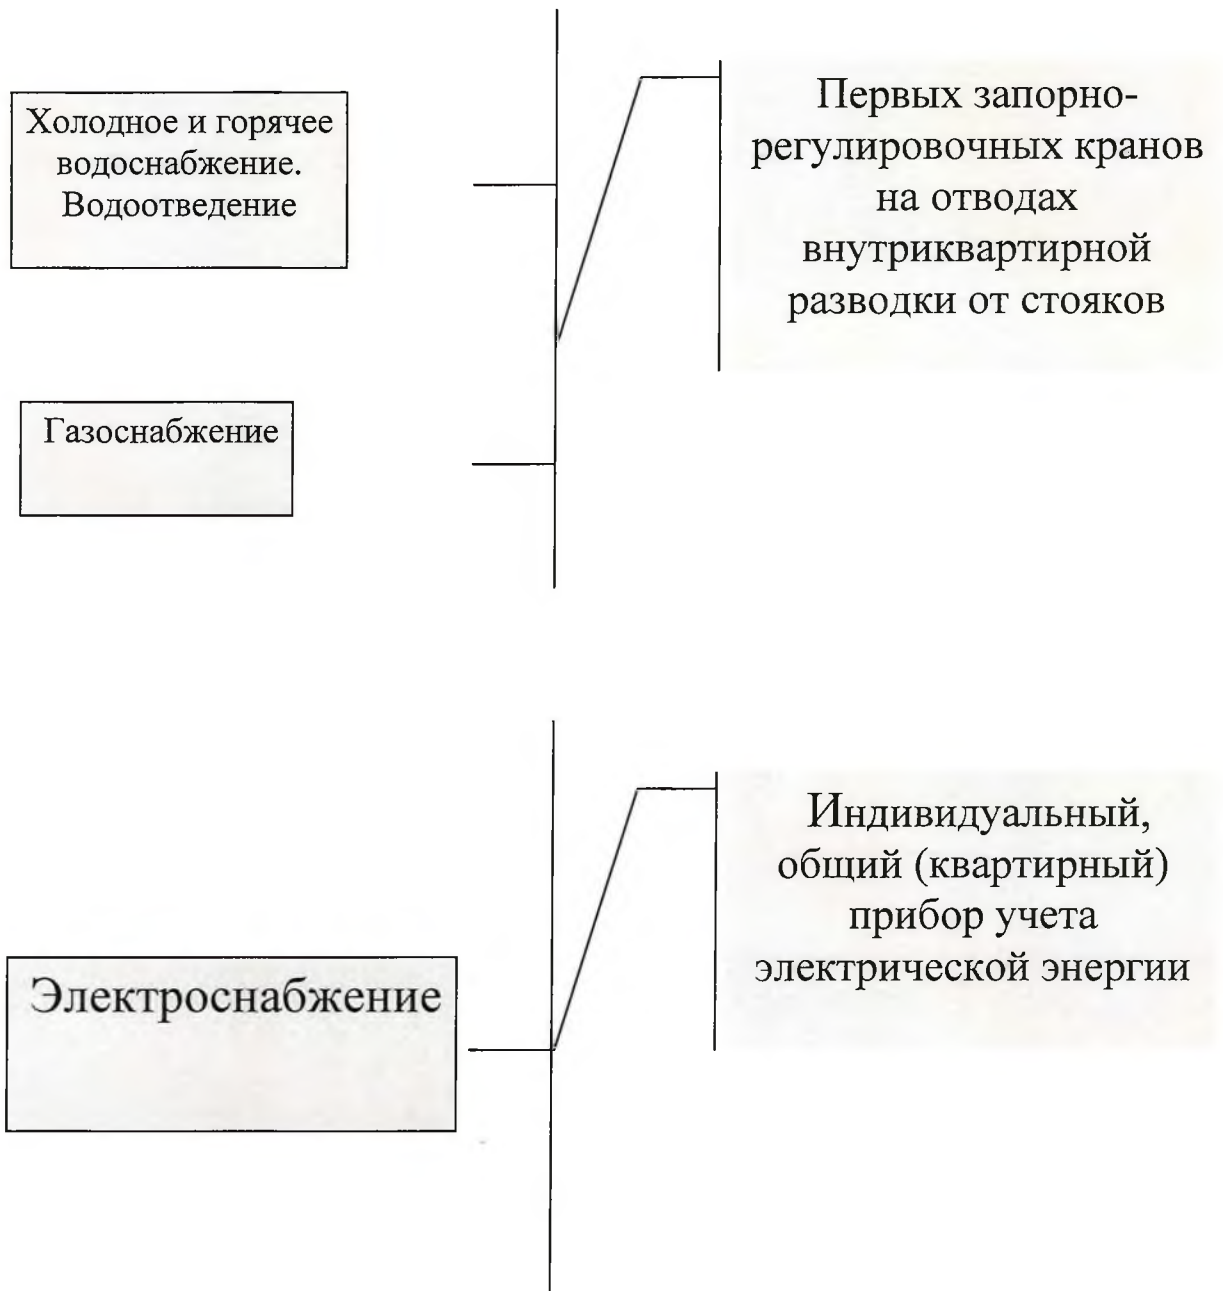 Холодное и горячее
водоснабжение.
Водоотведение
Первых запорно-
регулировочных кранов
на отводах
внутриквартирной
разводки от стояков
Газоснабжение
Индивидуальный,
общий (квартирный)
прибор учета
электрической энергии
Электроснабжение